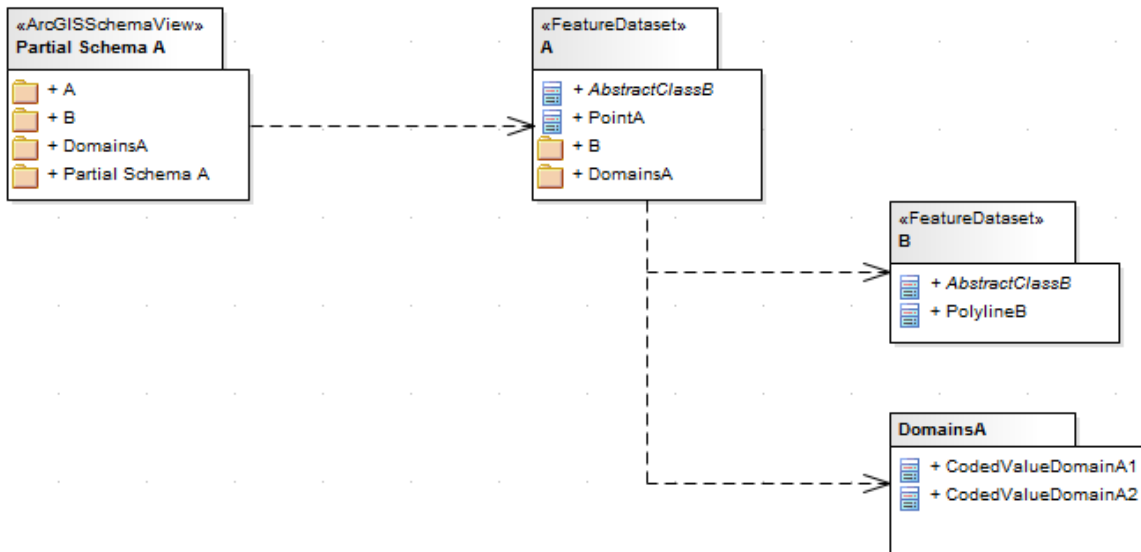 «ArcGISSchemaView»
Partial Schema A
+ A
+ B
+ DomainsA
+ Partial Schema A
«FeatureDataset»
A
+ AbstractClassB
+ PointA
+ B
+ DomainsA
«FeatureDataset»
B
+ AbstractClassB
+ PolylineB
DomainsA
+ CodedValueDomainA1
+ CodedValueDomainA2